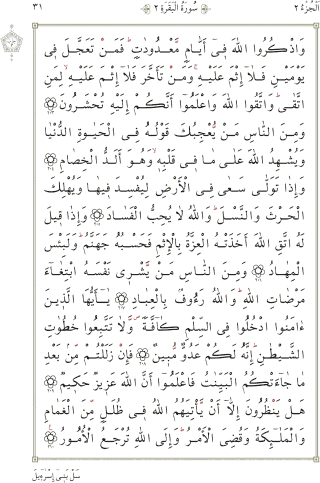 الجزء ٢ سورة البقرة ٢ ٣١
وَاذْكُرُوا اللَّهَ فِي أَيَّامٍ مَّعْدُودَاتٍ فَمَن تَعَجَّلَ فِي
يَوْمَيْنِ فَلَا إِثْمَ عَلَيْهِ وَمَن تَأَخَّرَ فَلَا إِثْمَ عَلَيْهِ لِمَنِ
اتَّقَى وَاتَّقُوا اللَّهَ وَاعْلَمُوا أَنَّكُمْ إِلَيْهِ تُحْشَرُونَ
وَمِنَ النَّاسِ مَن يُعْجِبُكَ قَوْلُهُ فِي الْحَيَوٰةِ الدُّنْيَا
وَيُشْهِدُ اللَّهَ عَلَى مَا فِي قَلْبِهِ وَهُوَ أَلَدُّ الْخِصَامِ
وَإِذَا تَوَلَّى سَعَى فِي الْأَرْضِ لِيُفْسِدَ فِيهَا وَيُهْلِكَ
الْحَرْثَ وَالنَّسْلَ وَاللَّهُ لَا يُحِبُّ الْفَسَادَ وَإِذَا قِيلَ
لَهُ اتَّقِ اللَّهَ أَخَذَتْهُ الْعِزَّةُ بِالْإِثْمِ فَحَسْبُهُ جَهَنَّمُ وَلَبِئْسَ
الْمِهَادُ وَمِنَ النَّاسِ مَن يَشْرِي نَفْسَهُ ابْتِغَاءَ
مَرْضَاتِ اللَّهِ وَاللَّهُ رَءُوفٌ بِالْعِبَادِ يَٰأَيُّهَا الَّذِينَ
ءَامَنُوا ادْخُلُوا فِي السِّلْمِ كَافَّةً وَلَا تَتَّبِعُوا خُطُوَٰتِ
الشَّيْطَٰنِ إِنَّهُ لَكُمْ عَدُوٌّ مُّبِينٌ فَإِن زَلَلْتُم مِّن بَعْدِ
مَا جَاءَتْكُمُ الْبَيِّنَٰتُ فَاعْلَمُوا أَنَّ اللَّهَ عَزِيزٌ حَكِيمٌ
هَلْ يَنظُرُونَ إِلَّا أَن يَأْتِيَهُمُ اللَّهُ فِي ظُلَلٍ مِّنَ الْغَمَامِ
وَالْمَلَٰئِكَةُ وَقُضِيَ الْأَمْرُ وَإِلَى اللَّهِ تُرْجَعُ الْأُمُورُ
سَلْ بَنِي إِسْرَٰءِيلَ